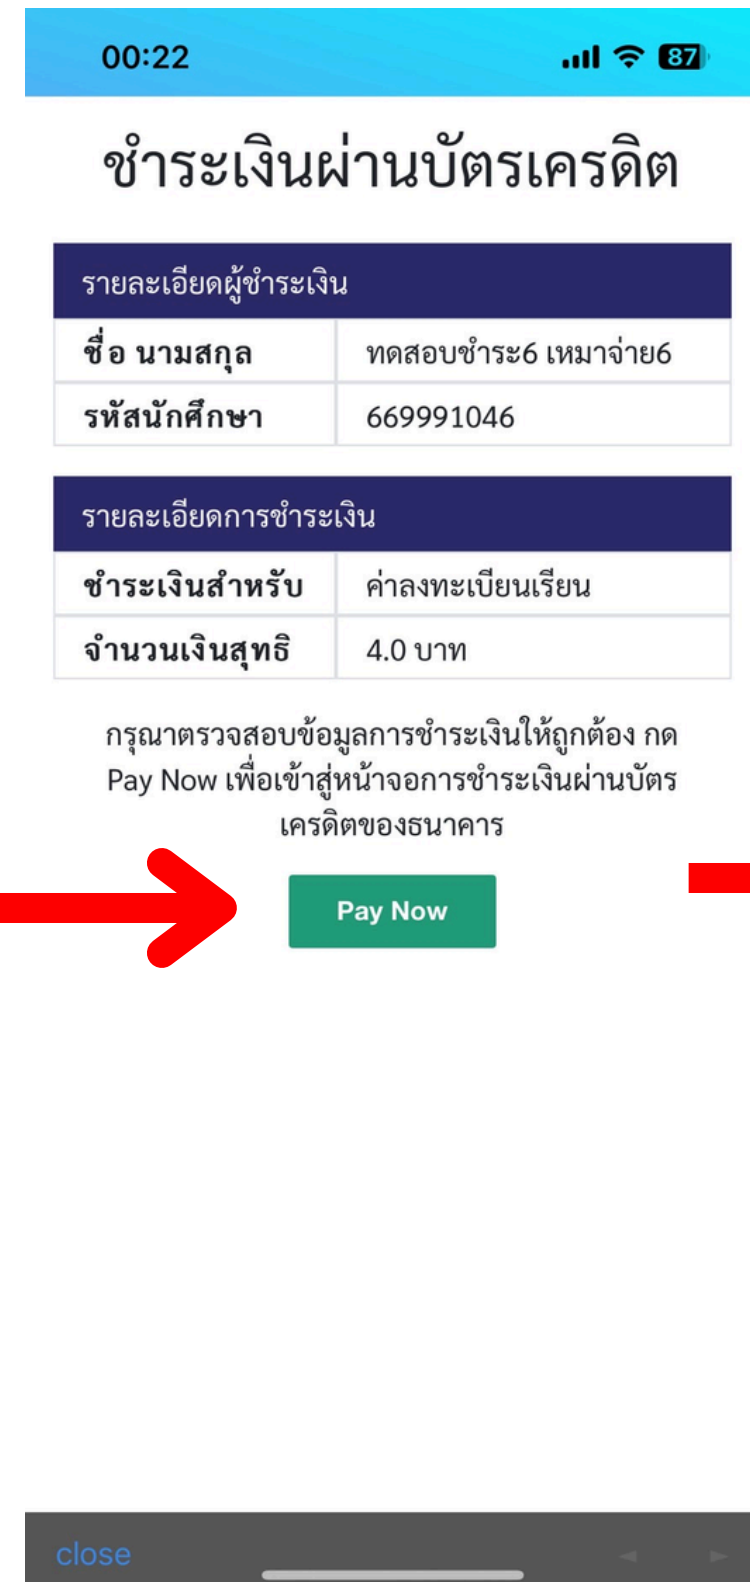 00:22
87
ชำระเงินผ่านบัตรเครดิต
รายละเอียดผู้ชำระเงิน
ชื่อ นามสกุล ทดสอบชำระ6 เหมาจ่าย6
รหัสนักศึกษา 669991046
รายละเอียดการชำระเงิน
ชำระเงินสำหรับ ค่าลงทะเบียนเรียน
จำนวนเงินสุทธิ 4.0 บาท
กรุณาตรวจสอบข้อมูลการชำระเงินให้ถูกต้อง กด
Pay Now เพื่อเข้าสู่หน้าจอการชำระเงินผ่านบัตร
เครดิตของธนาคาร
Pay Now
close